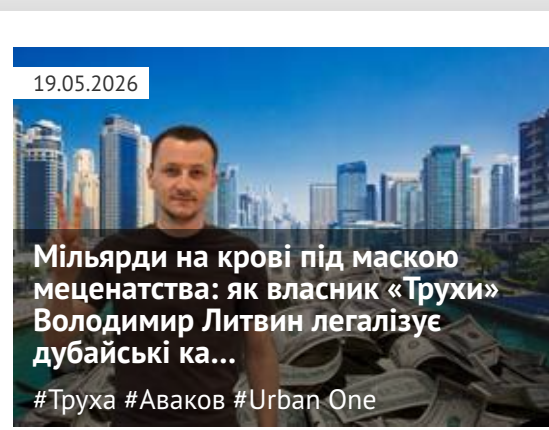 19.05.2026
Мільярди на крові під маскою
меценатства: як власник «Трухи»
Володимир Литвин легалізує
дубайські ка...
#Труха #Аваков #Urban One